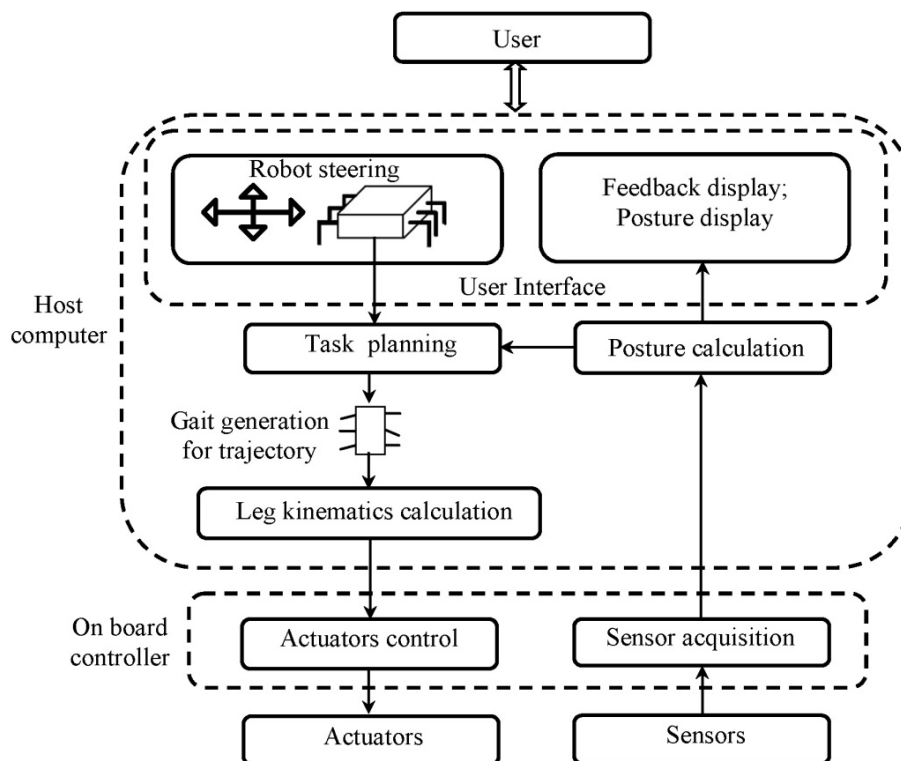 User
Robot steering
Feedback display;
Posture display
User Interface
Host
computer
Task planning
Posture calculation
Gait generation
for trajectory
Leg kinematics calculation
On board
controller
Actuators control
Sensor acquisition
Actuators
Sensors